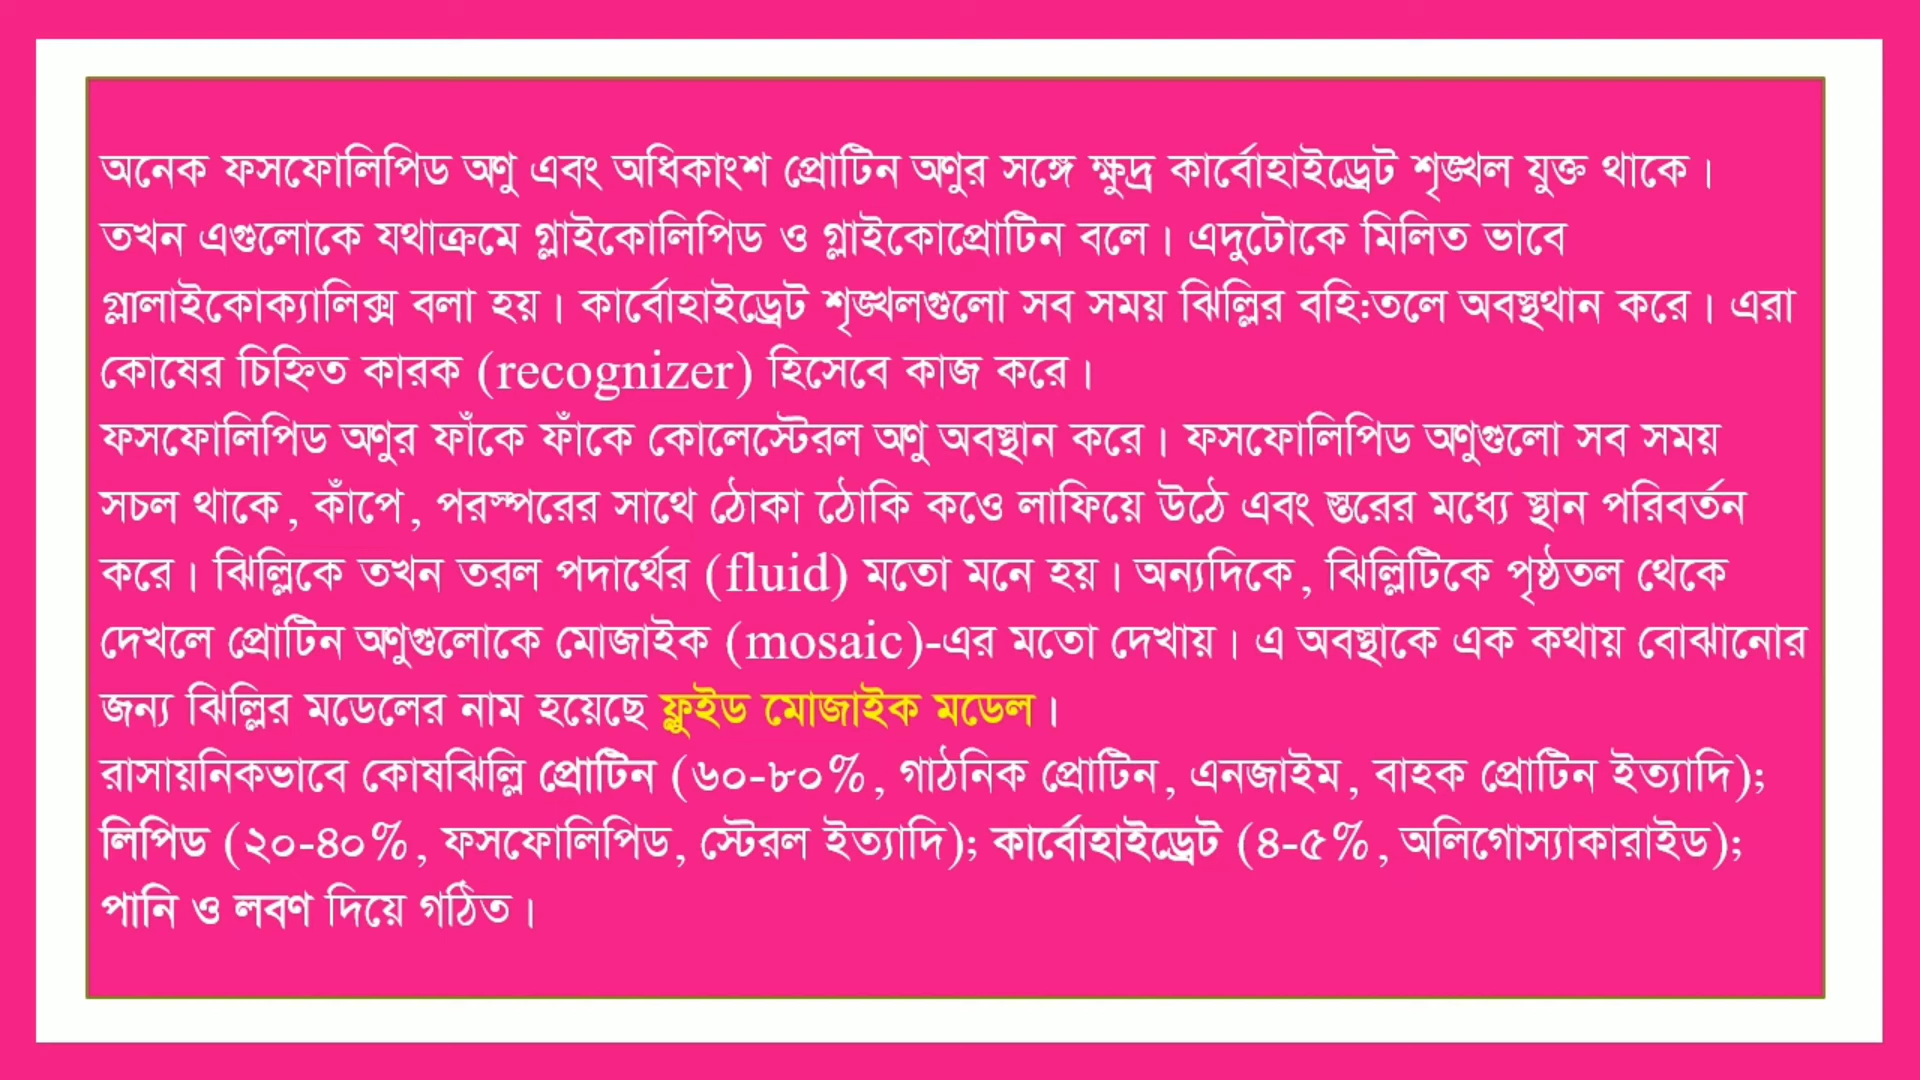 অনেক ফসফোলিপিড অণু এবং অধিকাংশ প্রোটিন অণুর সঙ্গে ক্ষুদ্র কার্বোহাইড্রেট শৃঙ্খল যুক্ত থাকে।
তখন এগুলোকে যথাক্রমে গ্লাইকোলিপিড ও গ্লাইকোপ্রোটিন বলে। এদুটোকে মিলিত ভাবে
গ্লালাইকোক্যালিক্স বলা হয়। কার্বোহাইড্রেট শৃঙ্খলগুলো সব সময় ঝিল্লির বহি:তলে অবস্থথান করে। এরা
কোষের চিহ্নিত কারক (recognizer) হিসেবে কাজ করে।
ফসফোলিপিড অণুর ফাঁকে ফাঁকে কোলেস্টেরল অণু অবস্থান করে। ফসফোলিপিড অণুগুলো সব সময়
সচল থাকে, কাঁপে, পরস্পরের সাথে ঠোকা ঠোকি কওে লাফিয়ে উঠে এবং স্তরের মধ্যে স্থান পরিবর্তন
করে। ঝিল্লিকে তখন তরল পদার্থের (fluid) মতো মনে হয়। অন্যদিকে, ঝিল্লিটিকে পৃষ্ঠতল থেকে
দেখলে প্রোটিন অণুগুলোকে মোজাইক (mosaic)-এর মতো দেখায়। এ অবস্থাকে এক কথায় বোঝানোর
জন্য ঝিল্লির মডেলের নাম হয়েছে ফ্লুইড মোজাইক মডেল।
রাসায়নিকভাবে কোষঝিল্লি প্রোটিন (৬০-৮০%, গাঠনিক প্রোটিন, এনজাইম, বাহক প্রোটিন ইত্যাদি);
লিপিড (২০-৪০%, ফসফোলিপিড, স্টেরল ইত্যাদি); কার্বোহাইড্রেট (৪-৫%, অলিগোস্যাকারাইড);
পানি ও লবণ দিয়ে গঠিত।